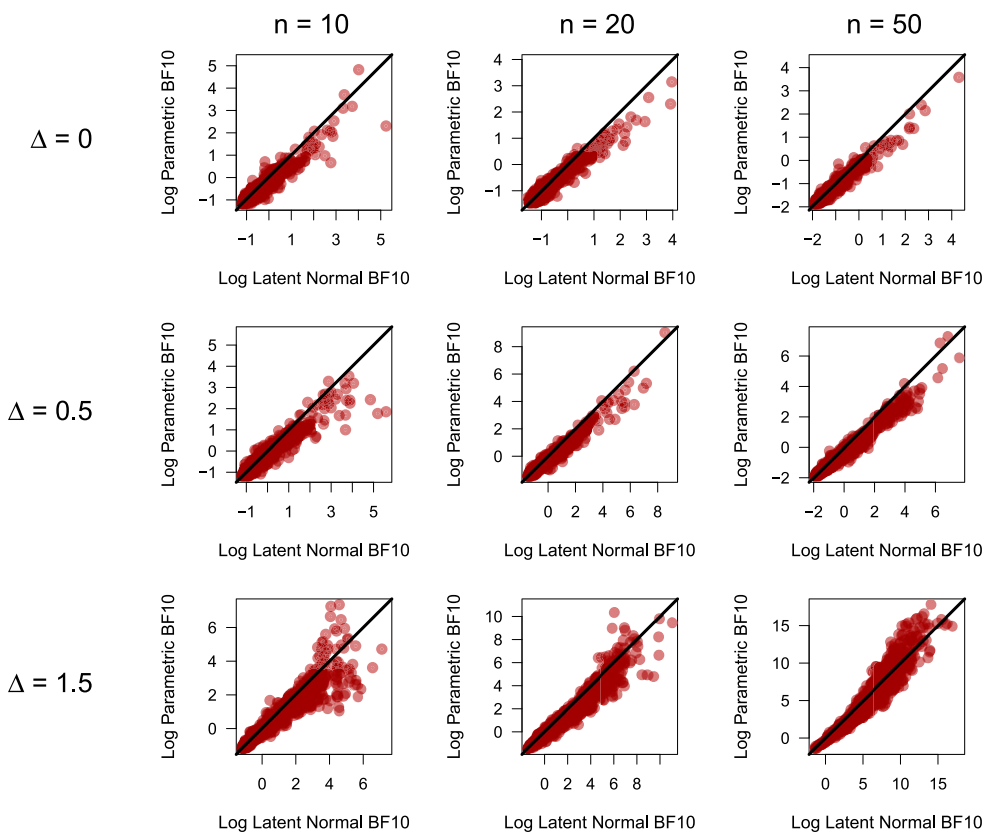 n = 10 n = 20 n = 50
Δ = 0
Log Parametric BF10
5
4
3
2
1
0
−1
−1 1 3 5
Log Latent Normal BF10
Log Parametric BF10
4
3
2
1
0
−1
−1 0 1 2 3 4
Log Latent Normal BF10
Log Parametric BF10
4
3
2
1
0
−1
−2
−2 0 1 2 3 4
Log Latent Normal BF10
Δ = 0.5
Log Parametric BF10
5
4
3
2
1
0
−1
−1 1 3 5
Log Latent Normal BF10
Log Parametric BF10
8
6
4
2
0
0 2 4 6 8
Log Latent Normal BF10
Log Parametric BF10
6
4
2
0
−2
−2 0 2 4 6
Log Latent Normal BF10
Δ = 1.5
Log Parametric BF10
6
4
2
0
0 2 4 6
Log Latent Normal BF10
Log Parametric BF10
10
8
6
4
2
0
0 2 4 6 8
Log Latent Normal BF10
Log Parametric BF10
15
10
5
0
0 5 10 15
Log Latent Normal BF10